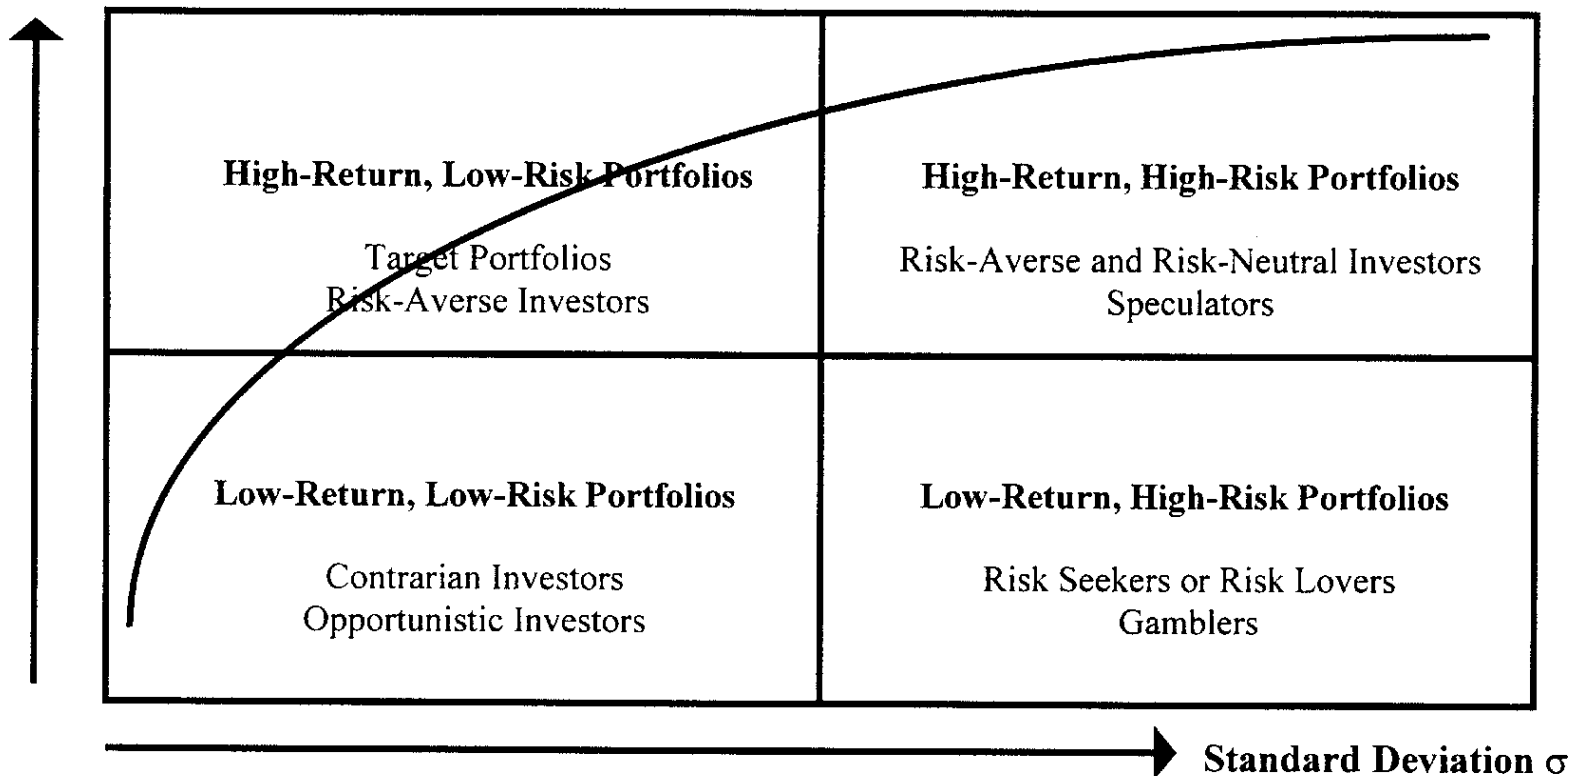 High-Return, Low-Risk Portfolios
Target Portfolios
Risk-Averse Investors
High-Return, High-Risk Portfolios
Risk-Averse and Risk-Neutral Investors
Speculators
Low-Return, Low-Risk Portfolios
Contrarian Investors
Opportunistic Investors
Low-Return, High-Risk Portfolios
Risk Seekers or Risk Lovers
Gamblers
Standard Deviation σ